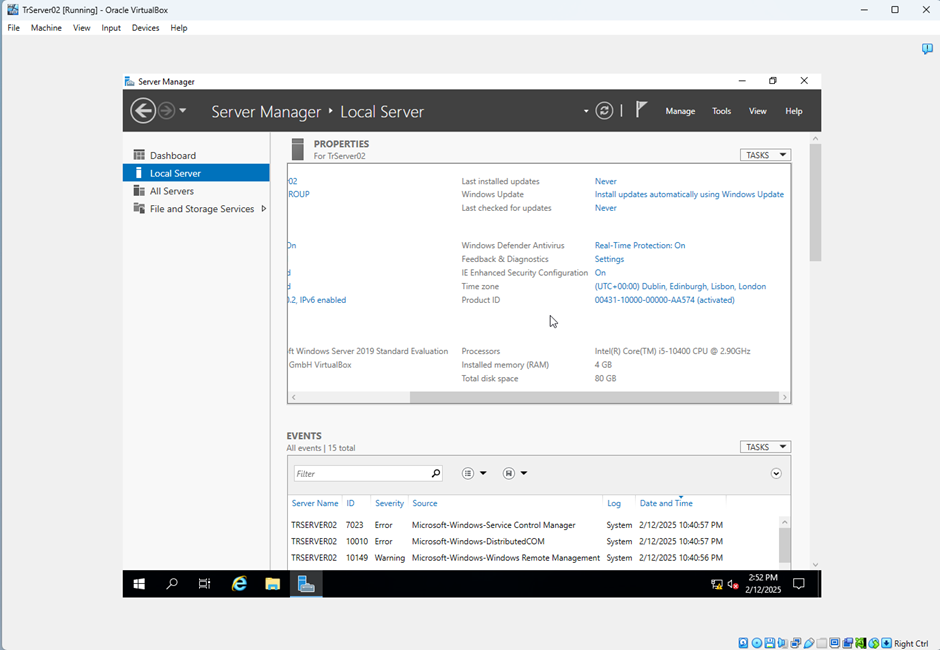 TrServer02 [Running] - Oracle VirtualBox
File Machine View Input Devices Help
Server Manager
Server Manager • Local Server
Manage Tools View Help
Dashboard
Local Server
All Servers
File and Storage Services
PROPERTIES
For TrServer02
TASKS
02 Last installed updates Never
ROUP Windows Update Install updates automatically using Windows Update
Last checked for updates Never
On Windows Defender Antivirus Real-Time Protection: On
Feedback & Diagnostics Settings
d IE Enhanced Security Configuration On
d Time zone (UTC+00:00) Dublin, Edinburgh, Lisbon, London
0.2, IPv6 enabled Product ID 00431-10000-00000-AA574 (activated)
ft Windows Server 2019 Standard Evaluation Processors Intel(R) Core(TM) i5-10400 CPU @ 2.90GHz
GmbH VirtualBox Installed memory (RAM) 4 GB
Total disk space 80 GB
EVENTS
All events | 15 total
TASKS
Filter
Server Name ID Severity Source Log Date and Time
TRSERVER02 7023 Error Microsoft-Windows-Service Control Manager System 2/12/2025 10:40:57 PM
TRSERVER02 10010 Error Microsoft-Windows-DistributedCOM System 2/12/2025 10:40:57 PM
TRSERVER02 10149 Warning Microsoft-Windows-Windows Remote Management System 2/12/2025 10:40:56 PM
2:52 PM
2/12/2025
Right Ctrl